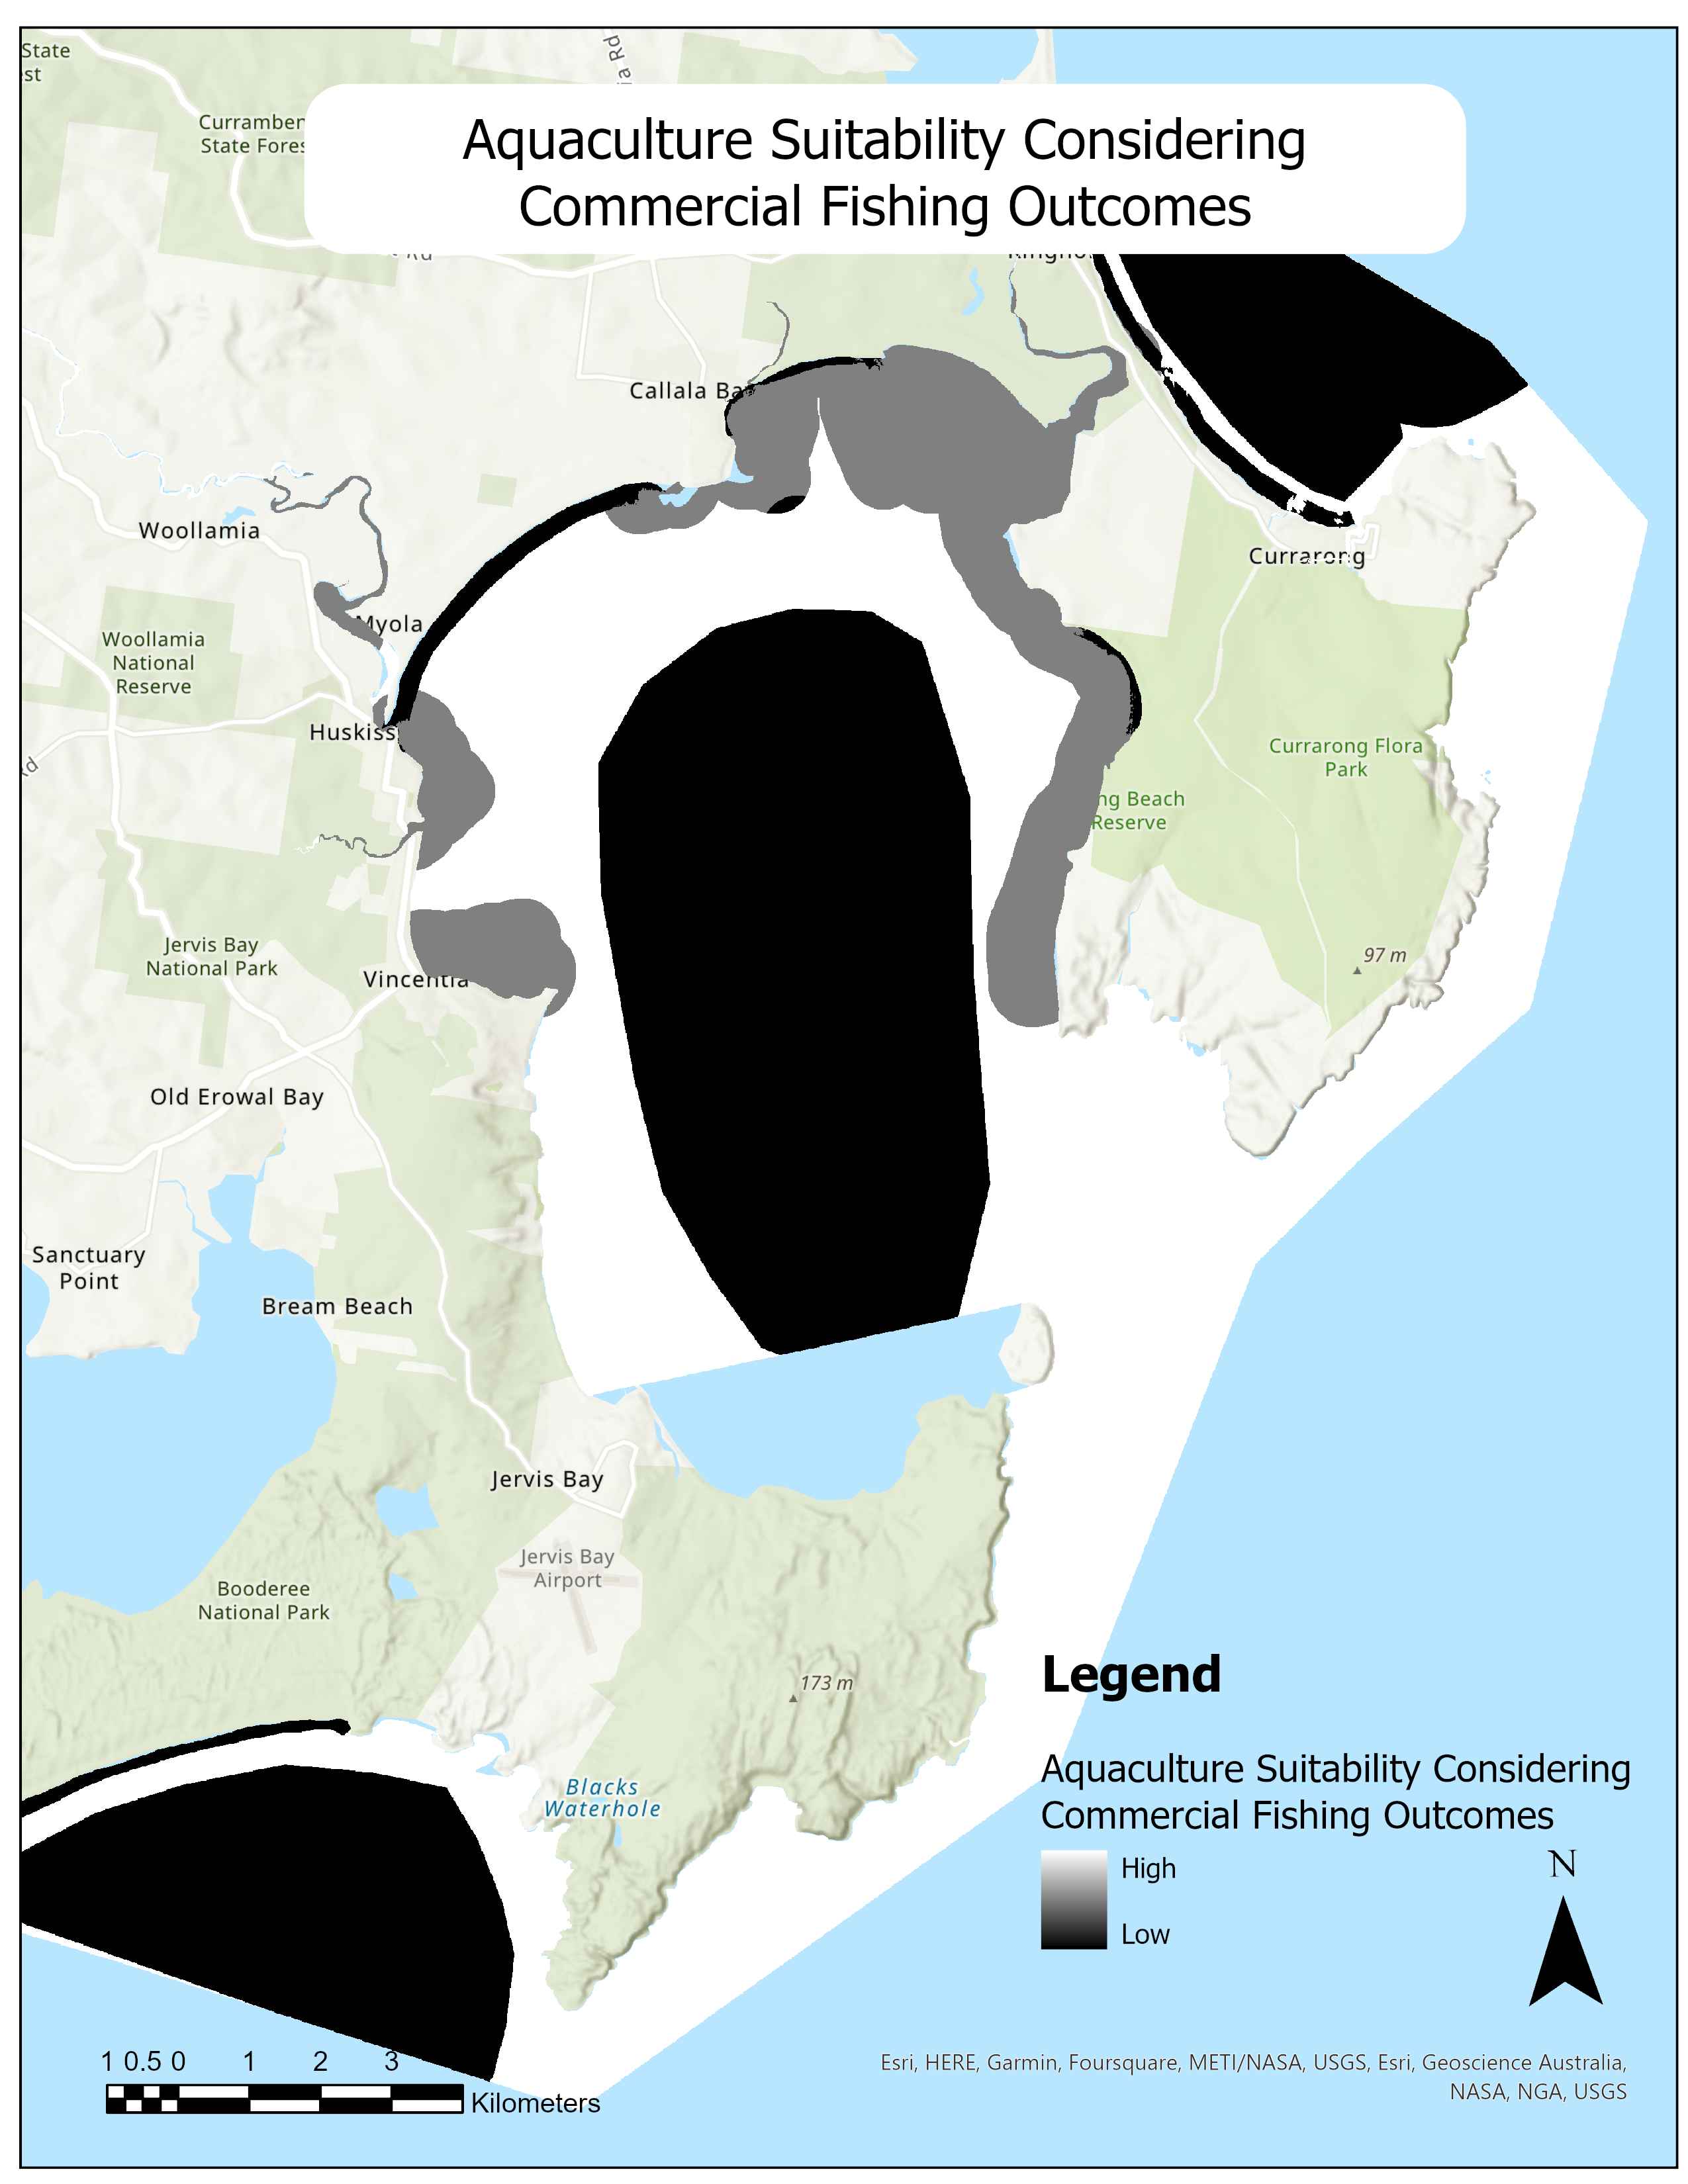 State
st
ia Rd
Curramben
State Fores
Aquaculture Suitability Considering
Commercial Fishing Outcomes
Rd
Callala Ba
Woollamia
Currarong
Myola
Woollamia
National
Reserve
Huskiss
Rd
Currarong Flora
Park
ng Beach
Reserve
Jervis Bay
National Park
97 m
Vincentia
Old Erowal Bay
Sanctuary
Point
Bream Beach
Jervis Bay
Jervis Bay
Airport
Booderee
National Park
173 m
Blacks
Waterhole
Legend
Aquaculture Suitability Considering
Commercial Fishing Outcomes
High
Low
N
1 0.5 0 1 2 3
Kilometers
Esri, HERE, Garmin, Foursquare, METI/NASA, USGS, Esri, Geoscience Australia,
NASA, NGA, USGS